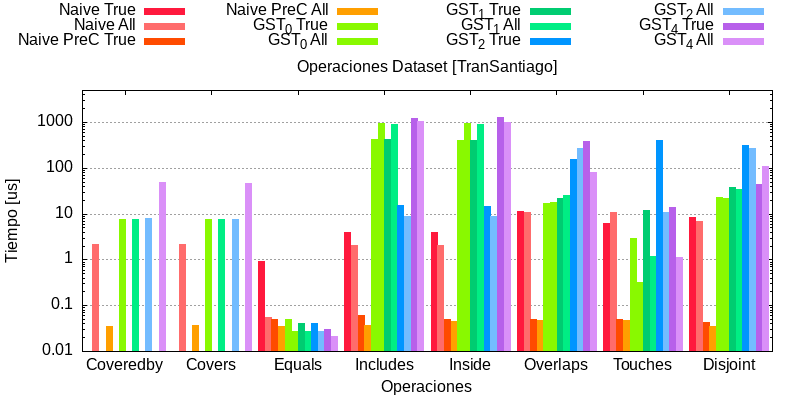 Naive True Naive PreC All GST1 True GST2 All
Naive All GST0 True GST1 All GST4 True
Naive PreC True GST0 All GST2 True GST4 All
Operaciones Dataset [TranSantiago]
1000
100
10
1
0.1
0.01
Tiempo [us]
Coveredby Covers Equals Includes Inside Overlaps Touches Disjoint
Operaciones